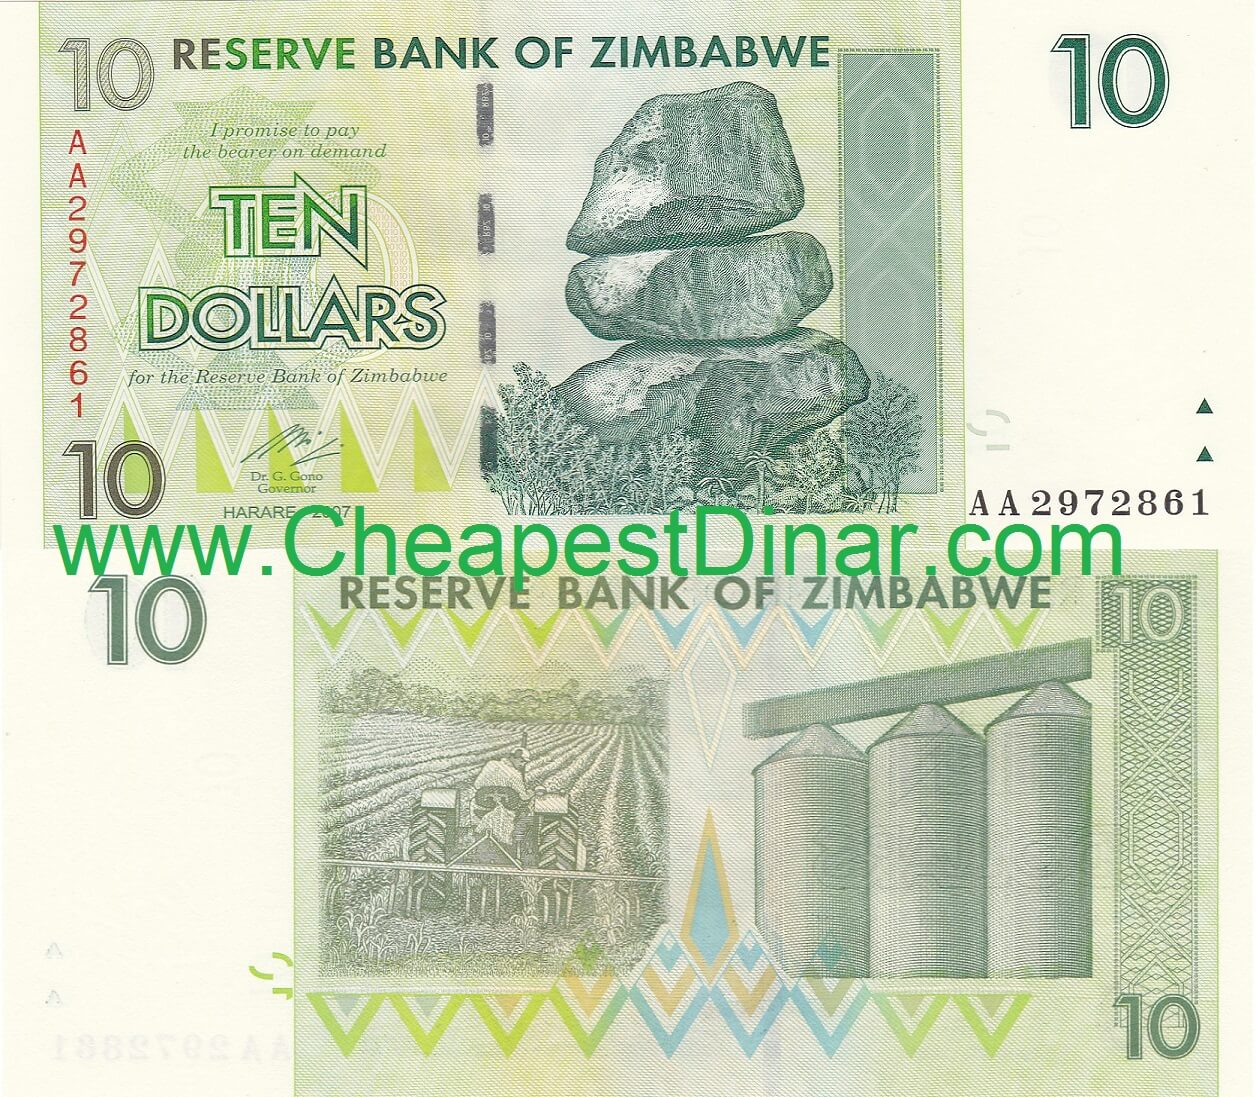 10 RESERVE BANK OF ZIMBABWE 10
I promise to pay
the bearer on demand
TEN
DOLLARS
for the Reserve Bank of Zimbabwe
AA2972861
Dr. G. Gono
Governor
HARARE 2007
10
AA2972861
www.CheapestDinar.com
10
RESERVE BANK OF ZIMBABWE
10
10